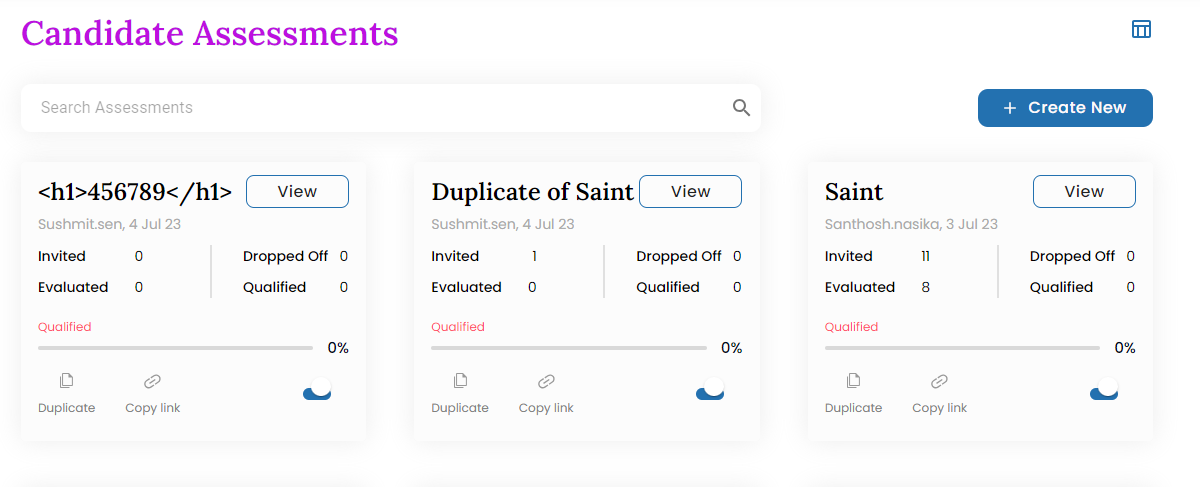 Candidate Assessments
Search Assessments
+ Create New
<h1>456789</h1>
View
Sushmit.sen, 4 Jul 23
Invited 0
Dropped Off 0
Evaluated 0
Qualified 0
Qualified
0%
Duplicate
Copy link
Duplicate of Saint
View
Sushmit.sen, 4 Jul 23
Invited 1
Dropped Off 0
Evaluated 0
Qualified 0
Qualified
0%
Duplicate
Copy link
Saint
View
Santhosh.nasika, 3 Jul 23
Invited 11
Dropped Off 0
Evaluated 8
Qualified 0
Qualified
0%
Duplicate
Copy link